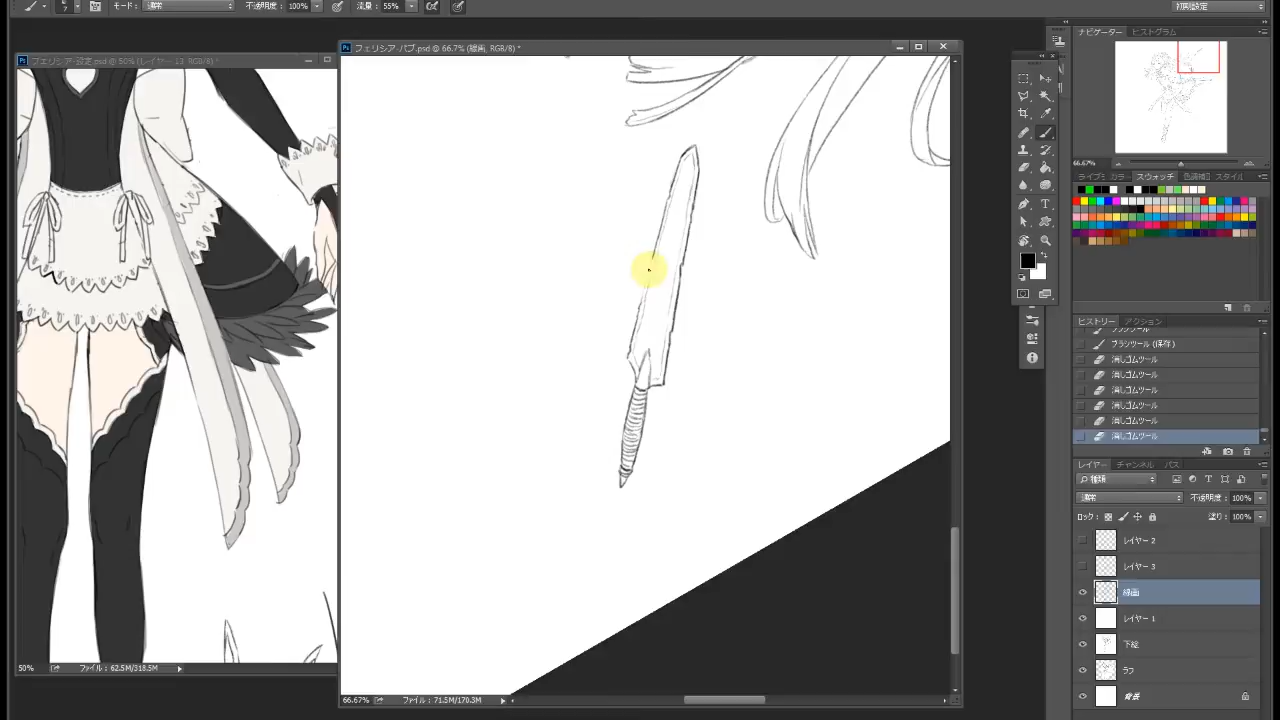 モード: 通常 不透明度: 100% 流量: 55% 初期設定
フェリシア-設定.psd @ 50% (レイヤー 13, RGB/8) *
フェリシア-パブ.psd @ 66.7% (線画, RGB/8) *
ナビゲーター ヒストグラム
66.67%
カラー スウォッチ 色調補 スタイル
ヒストリー アクション
ブラシツール (保存)
消しゴムツール
消しゴムツール
消しゴムツール
消しゴムツール
消しゴムツール
消しゴムツール
レイヤー チャンネル パス
種類
通常 不透明度: 100%
ロック: 塗り: 100%
レイヤー 2
レイヤー 3
線画
レイヤー 1
下絵
ラフ
背景
50% ファイル : 62.5M/318.5M
66.67% ファイル : 71.5M/170.3M